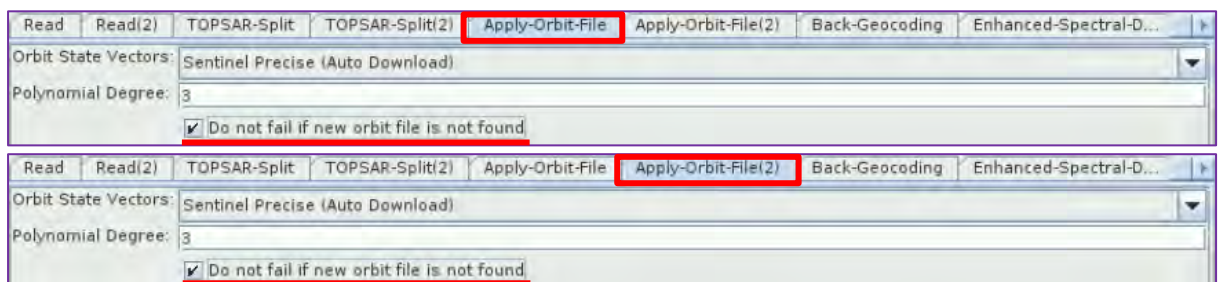 Read Read(2) TOPSAR-Split TOPSAR-Split(2) Apply-Orbit-File Apply-Orbit-File(2) Back-Geocoding Enhanced-Spectral-D...
Orbit State Vectors: Sentinel Precise (Auto Download)
Polynomial Degree: 3
Do not fail if new orbit file is not found
Read Read(2) TOPSAR-Split TOPSAR-Split(2) Apply-Orbit-File Apply-Orbit-File(2) Back-Geocoding Enhanced-Spectral-D...
Orbit State Vectors: Sentinel Precise (Auto Download)
Polynomial Degree: 3
Do not fail if new orbit file is not found